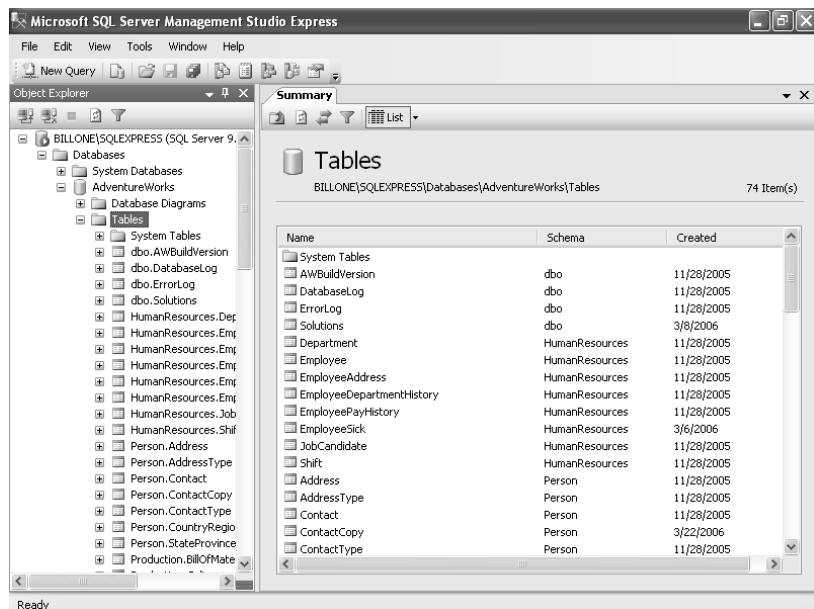 Microsoft SQL Server Management Studio Express
File Edit View Tools Window Help
New Query
Object Explorer
BILLONE\SQLEXPRESS (SQL Server 9.
Databases
System Databases
AdventureWorks
Database Diagrams
Tables
System Tables
dbo.AWBuildVersion
dbo.DatabaseLog
dbo.ErrorLog
dbo.Solutions
HumanResources.Dep
HumanResources.Emp
HumanResources.Emp
HumanResources.Emp
HumanResources.Emp
HumanResources.Emp
HumanResources.Job
HumanResources.Shif
Person.Address
Person.AddressType
Person.Contact
Person.ContactCopy
Person.ContactType
Person.CountryRegio
Person.StateProvince
Production.BillOfMate
Summary
List
Tables
BILLONE\SQLEXPRESS\Databases\AdventureWorks\Tables 74 Item(s)
Name Schema Created
System Tables
AWBuildVersion dbo 11/28/2005
DatabaseLog dbo 11/28/2005
ErrorLog dbo 11/28/2005
Solutions dbo 3/8/2006
Department HumanResources 11/28/2005
Employee HumanResources 11/28/2005
EmployeeAddress HumanResources 11/28/2005
EmployeeDepartmentHistory HumanResources 11/28/2005
EmployeePayHistory HumanResources 11/28/2005
EmployeeSick HumanResources 3/6/2006
JobCandidate HumanResources 11/28/2005
Shift HumanResources 11/28/2005
Address Person 11/28/2005
AddressType Person 11/28/2005
Contact Person 11/28/2005
ContactCopy Person 3/22/2006
ContactType Person 11/28/2005
Ready